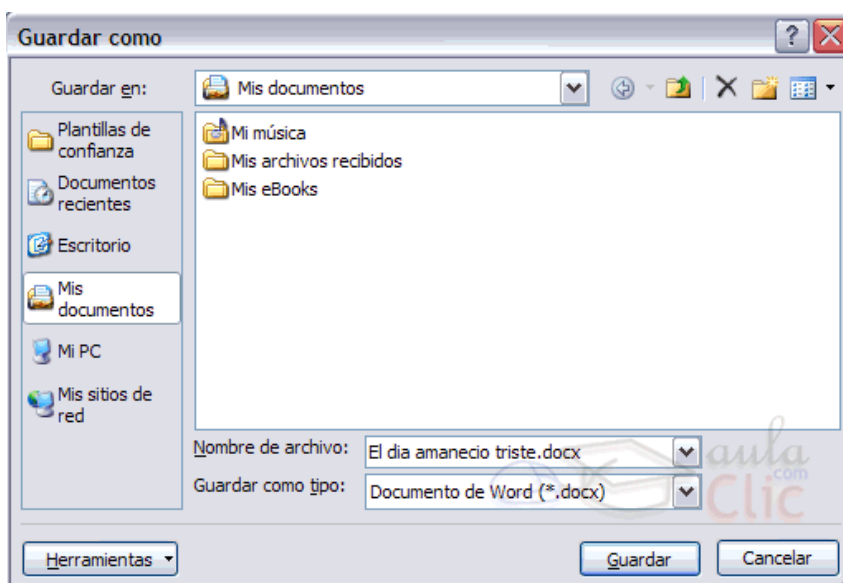 Guardar como
?
Guardar en:
Mis documentos
Plantillas de
confianza
Documentos
recientes
Escritorio
Mis
documentos
Mi PC
Mis sitios de
red
Mi música
Mis archivos recibidos
Mis eBooks
Nombre de archivo:
El dia amanecio triste.docx
Guardar como tipo:
Documento de Word (*.docx)
aula
.com
Clic
Herramientas
Guardar
Cancelar